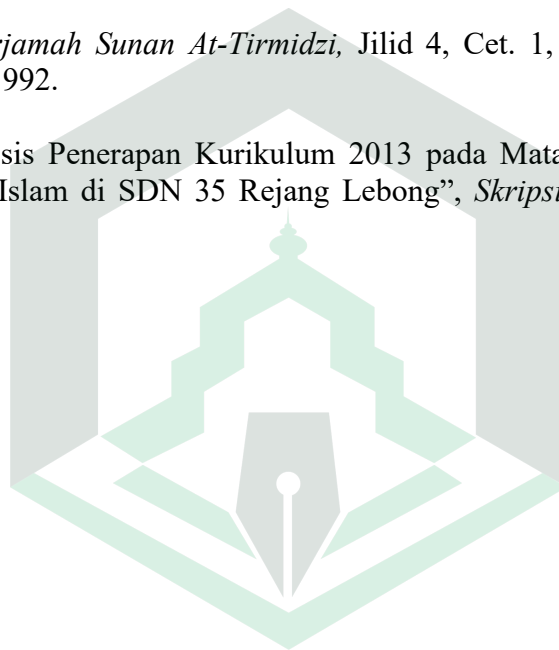 rjamah Sunan At-Tirmidzi, Jilid 4, Cet. 1,
992.
sis Penerapan Kurikulum 2013 pada Mata
Islam di SDN 35 Rejang Lebong”, Skripsi